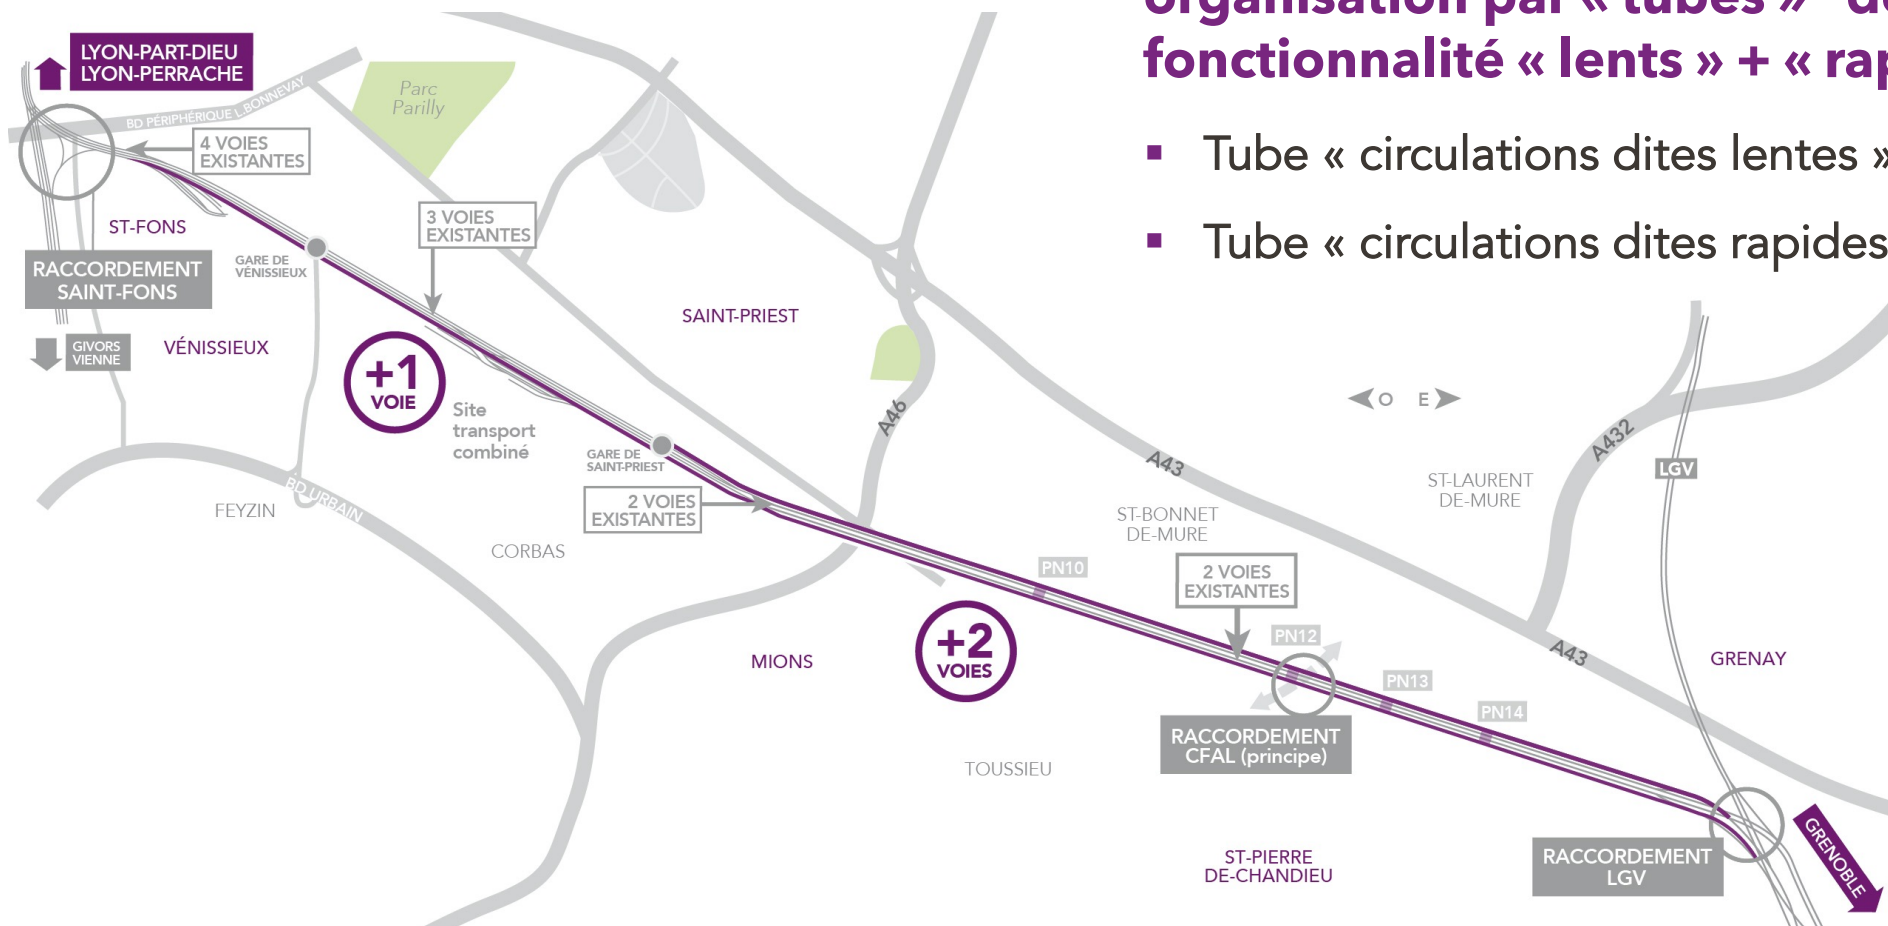 organisation par « tubes »
fonctionnalité « lents » + «
▪ Tube « circulations dites lentes »
▪ Tube « circulations dites rapides
LYON-PART-DIEU
LYON-PERRACHE
BD PÉRIPHÉRIQUE L.BONNEVAY
Parc
Parilly
4 VOIES
EXISTANTES
ST-FONS
3 VOIES
EXISTANTES
RACCORDEMENT
SAINT-FONS
GARE DE
VÉNISSIEUX
SAINT-PRIEST
GIVORS
VIENNE
VÉNISSIEUX
+1
VOIE
Site
transport
combiné
A46
O E
A43
A432
LGV
GARE DE
SAINT-PRIEST
ST-LAURENT
DE-MURE
2 VOIES
EXISTANTES
FEYZIN
BD URBAIN
CORBAS
ST-BONNET
DE-MURE
PN10
2 VOIES
EXISTANTES
+2
VOIES
PN12
A43
GRENAY
MIONS
PN13
PN14
RACCORDEMENT
CFAL (principe)
TOUSSIEU
ST-PIERRE
DE-CHANDIEU
RACCORDEMENT
LGV
GRENOBLE